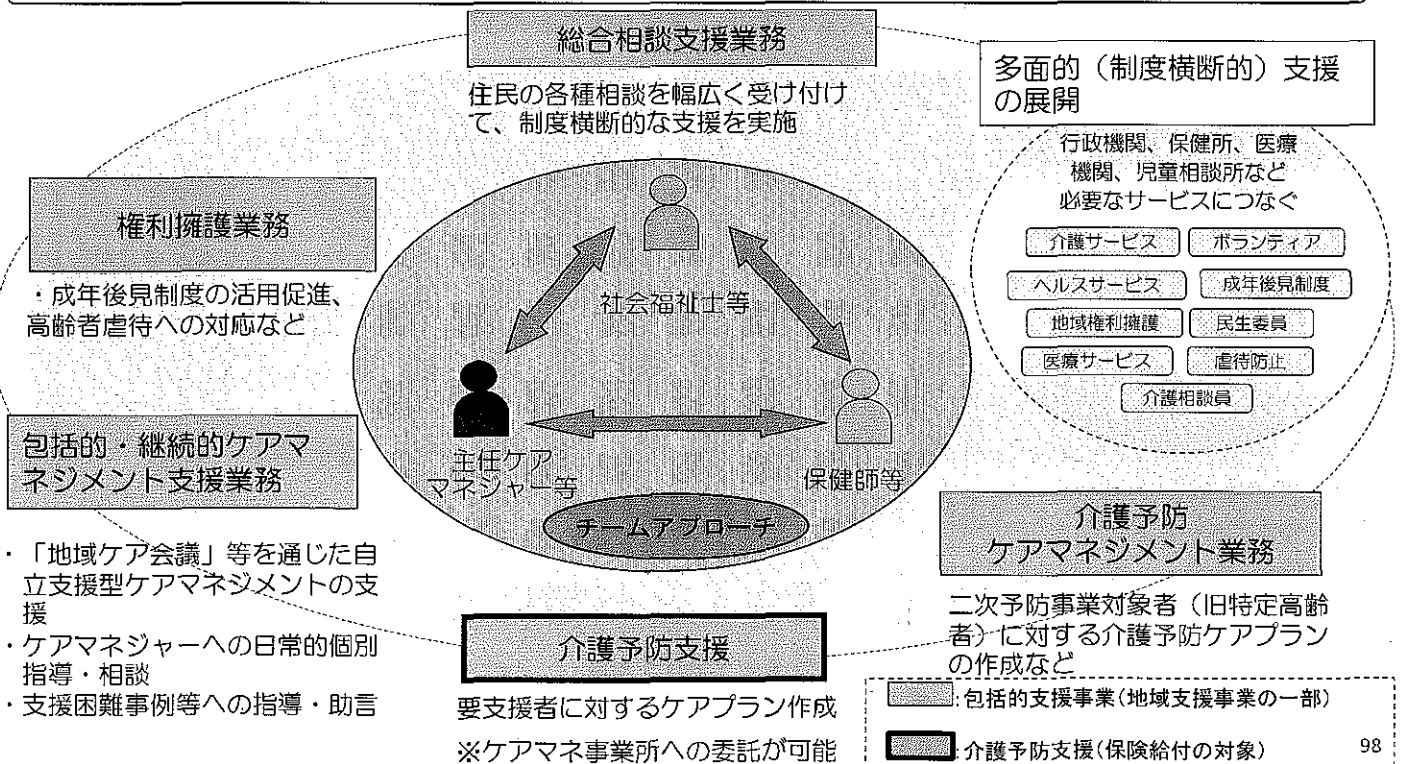 総合相談支援業務
住民の各種相談を幅広く受け付け
て、制度横断的な支援を実施
多面的（制度横断的）支援
の展開
行政機関、保健所、医療
機関、児童相談所など
必要なサービスにつなぐ
介護サービス
ボランティア
ヘルスサービス
成年後見制度
地域権利擁護
民生委員
医療サービス
虐待防止
介護相談員
権利擁護業務
・成年後見制度の活用促進、
高齢者虐待への対応など
社会福祉士等
主任ケア
マネジャー等
保健師等
チームアプローチ
包括的・継続的ケアマ
ネジメント支援業務
・「地域ケア会議」等を通じた自
立支援型ケアマネジメントの支
援
・ケアマネジャーへの日常的個別
指導・相談
・支援困難事例等への指導・助言
介護予防支援
要支援者に対するケアプラン作成
※ケアマネ事業所への委託が可能
介護予防
ケアマネジメント業務
二次予防事業対象者（旧特定高齢
者）に対する介護予防ケアプラン
の作成など
:包括的支援事業(地域支援事業の一部)
:介護予防支援(保険給付の対象)
98